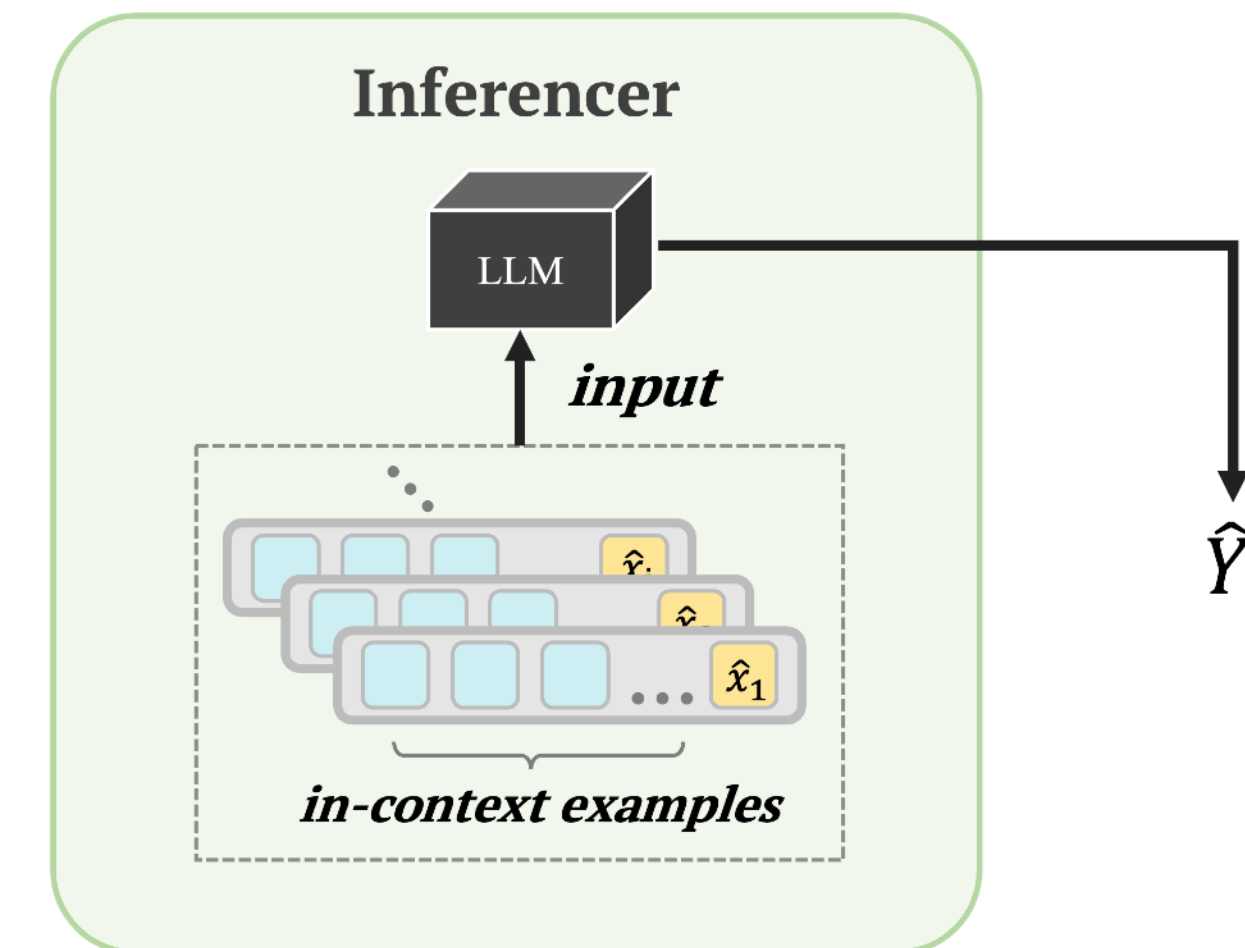 Inferencer
LLM
input
x̂₁
in-context examples
Ŷ